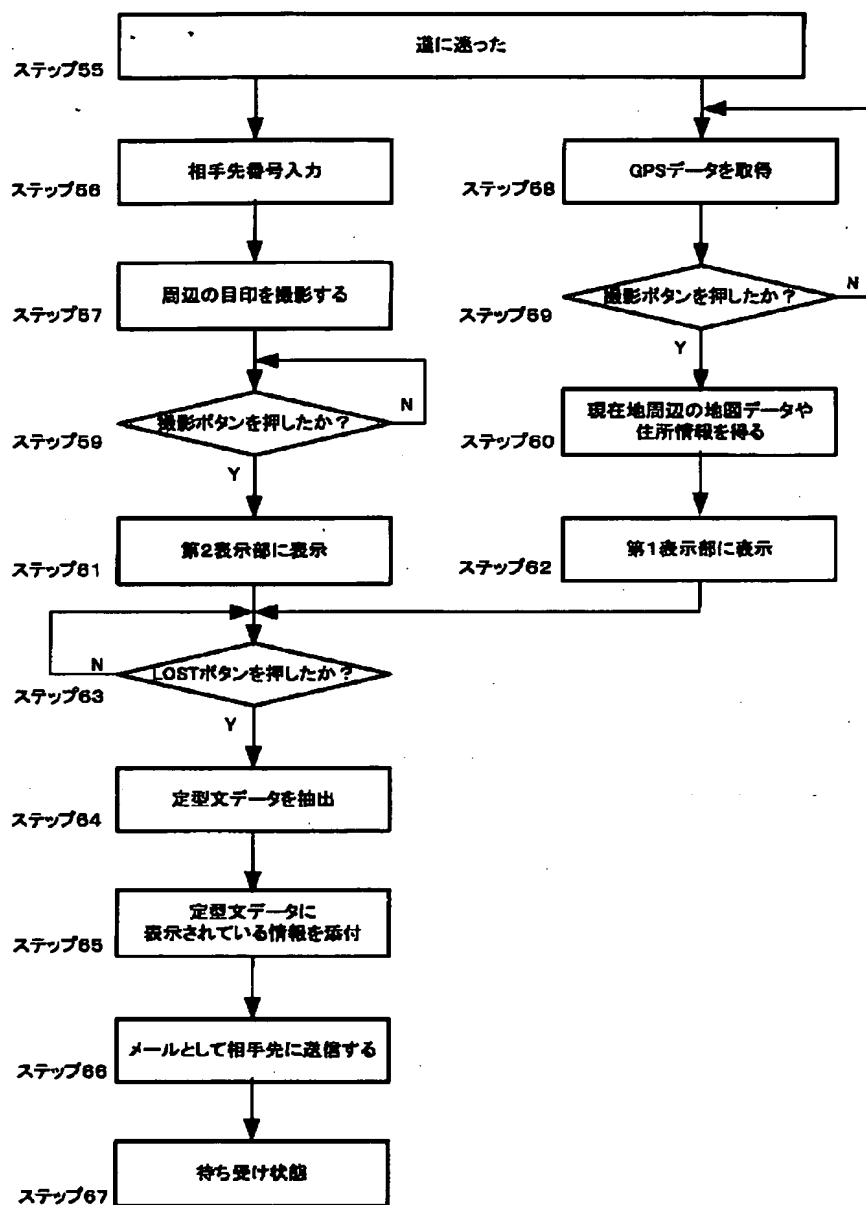 道に迷った
ステップ55
相手先番号入力
ステップ56
GPSデータを取得
ステップ58
周辺の目印を撮影する
ステップ57
撮影ボタンを押したか？
N
ステップ59
Y
撮影ボタンを押したか？
N
ステップ59
Y
現在地周辺の地図データや
住所情報を得る
ステップ60
第2表示部に表示
ステップ61
第1表示部に表示
ステップ62
LOSTボタンを押したか？
N
ステップ63
Y
定型文データを抽出
ステップ64
定型文データに
表示されている情報を添付
ステップ65
メールとして相手先に送信する
ステップ66
待ち受け状態
ステップ67